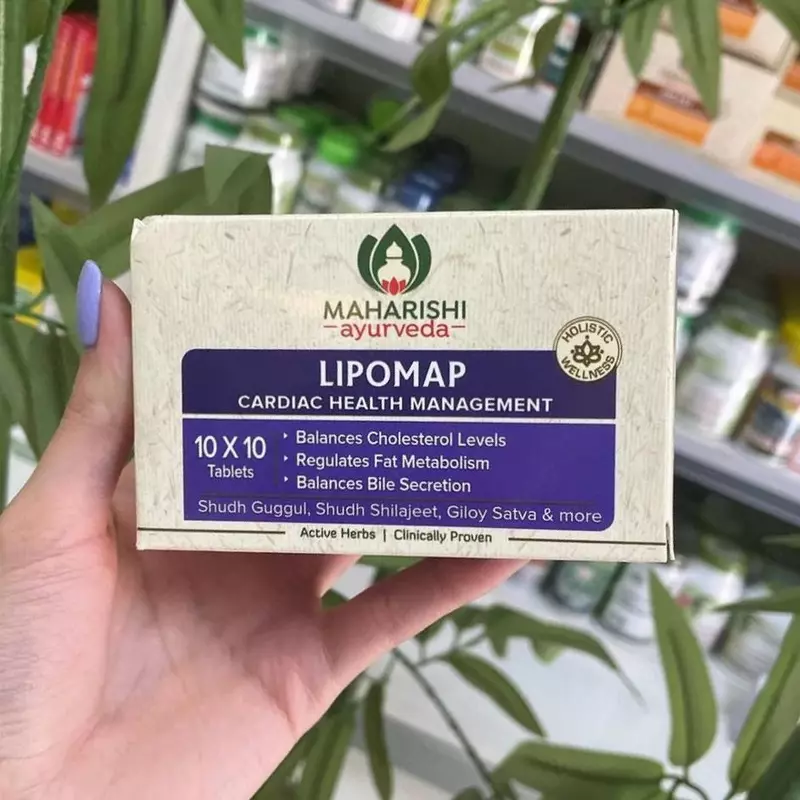 MAHARISHI
ayurveda
HOLISTIC
WELLNESS
LIPOMAP
CARDIAC HEALTH MANAGEMENT
10 X 10
Tablets
Balances Cholesterol Levels
Regulates Fat Metabolism
Balances Bile Secretion
Shudh Guggul, Shudh Shilajeet, Giloy Satva & more
Active Herbs | Clinically Proven